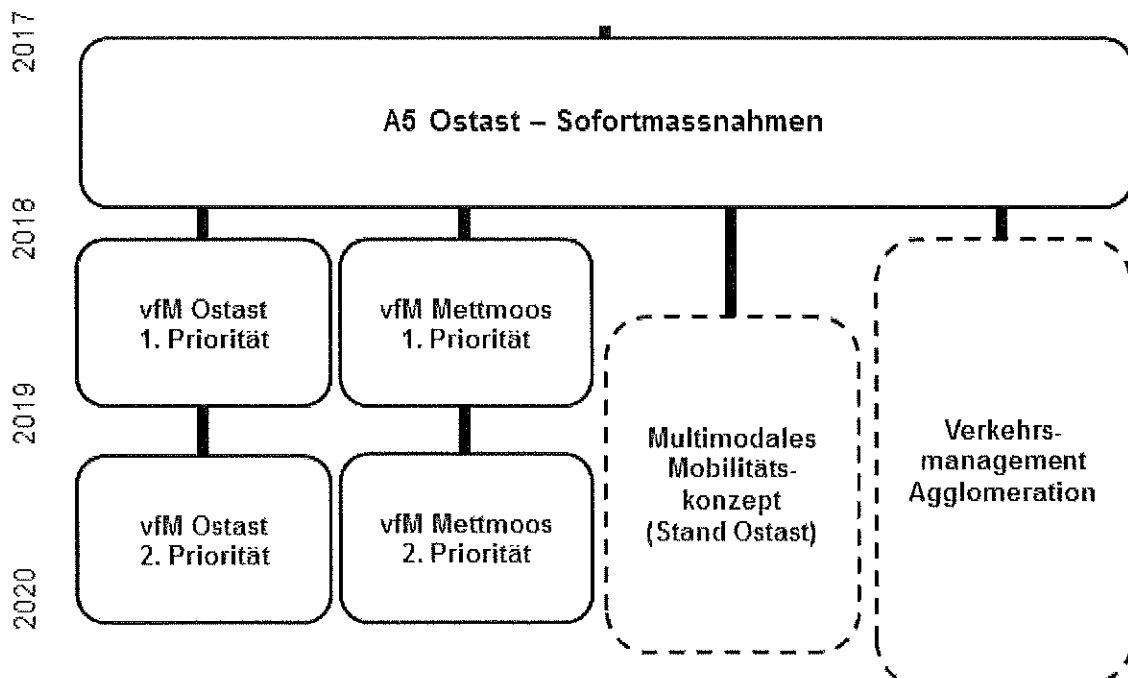 2017
A5 Ostast – Sofortmassnahmen
2018
vfM Ostast
1. Priorität
vfM Mettmoos
1. Priorität
2019
Multimodales
Mobilitäts-
konzept
(Stand Ostast)
Verkehrs-
management
Agglomeration
vfM Ostast
2. Priorität
vfM Mettmoos
2. Priorität
2020